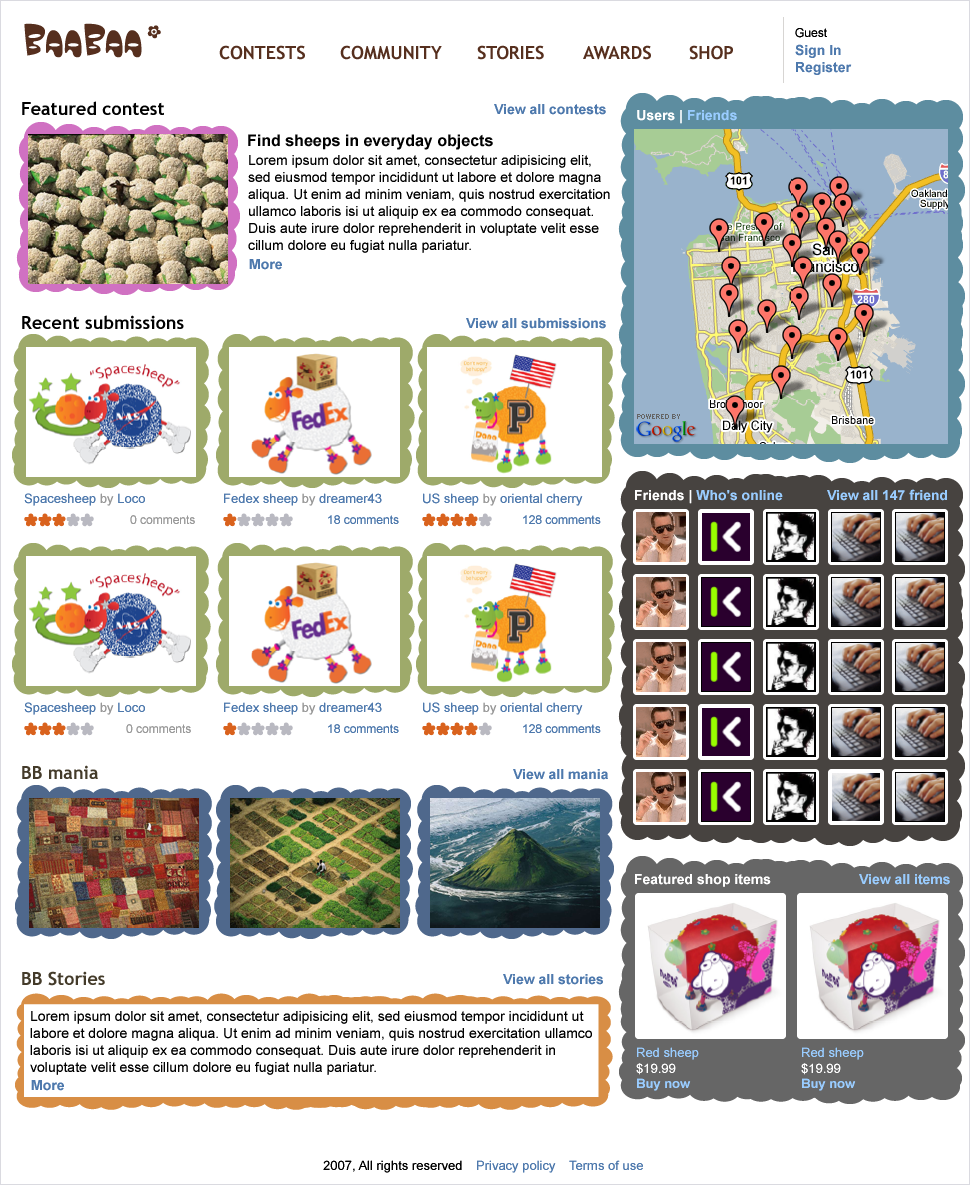 BAABAA
CONTESTS COMMUNITY STORIES AWARDS SHOP
Guest
Sign In
Register
Featured contest
View all contests
Find sheeps in everyday objects
Lorem ipsum dolor sit amet, consectetur adipisicing elit,
sed eiusmod tempor incididunt ut labore et dolore magna
aliqua. Ut enim ad minim veniam, quis nostrud exercitation
ullamco laboris isi ut aliquip ex ea commodo consequat.
Duis aute irure dolor reprehenderit in voluptate velit esse
cillum dolore eu fugiat nulla pariatur.
More
Users | Friends
101
Oakland
Supply
San Francisco
San
280
101
Daly City
Brisbane
POWERED BY
Google
Recent submissions
View all submissions
"Spacesheep"
NASA
FedEx
P
Spacesheep by Loco
0 comments
Fedex sheep by dreamer43
18 comments
US sheep by oriental cherry
128 comments
"Spacesheep"
NASA
FedEx
P
Spacesheep by Loco
0 comments
Fedex sheep by dreamer43
18 comments
US sheep by oriental cherry
128 comments
Friends | Who's online
View all 147 friend
BB mania
View all mania
BB Stories
View all stories
Lorem ipsum dolor sit amet, consectetur adipisicing elit, sed eiusmod tempor incididunt ut
labore et dolore magna aliqua. Ut enim ad minim veniam, quis nostrud exercitation ullamco
laboris isi ut aliquip ex ea commodo consequat. Duis aute irure dolor reprehenderit in
voluptate velit esse cillum dolore eu fugiat nulla pariatur.
More
Featured shop items
View all items
Red sheep
$19.99
Buy now
Red sheep
$19.99
Buy now
2007, All rights reserved Privacy policy Terms of use